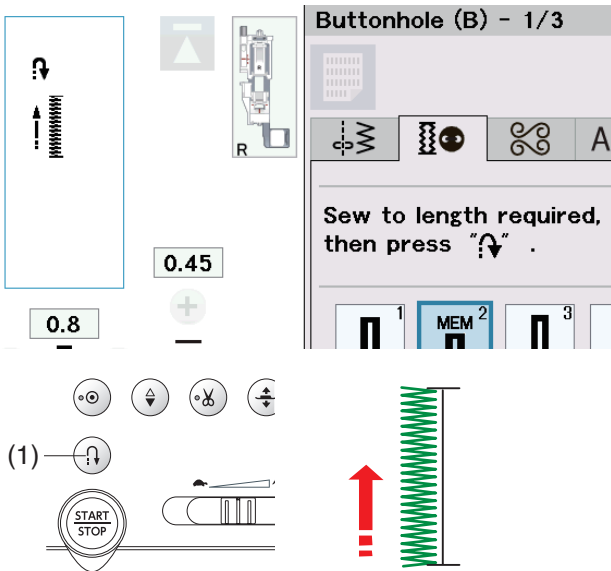 R
0.45
0.8
Buttonhole (B) - 1/3
A
Sew to length required,
then press “ ” .
1
MEM 2
3
(1)
START
STOP